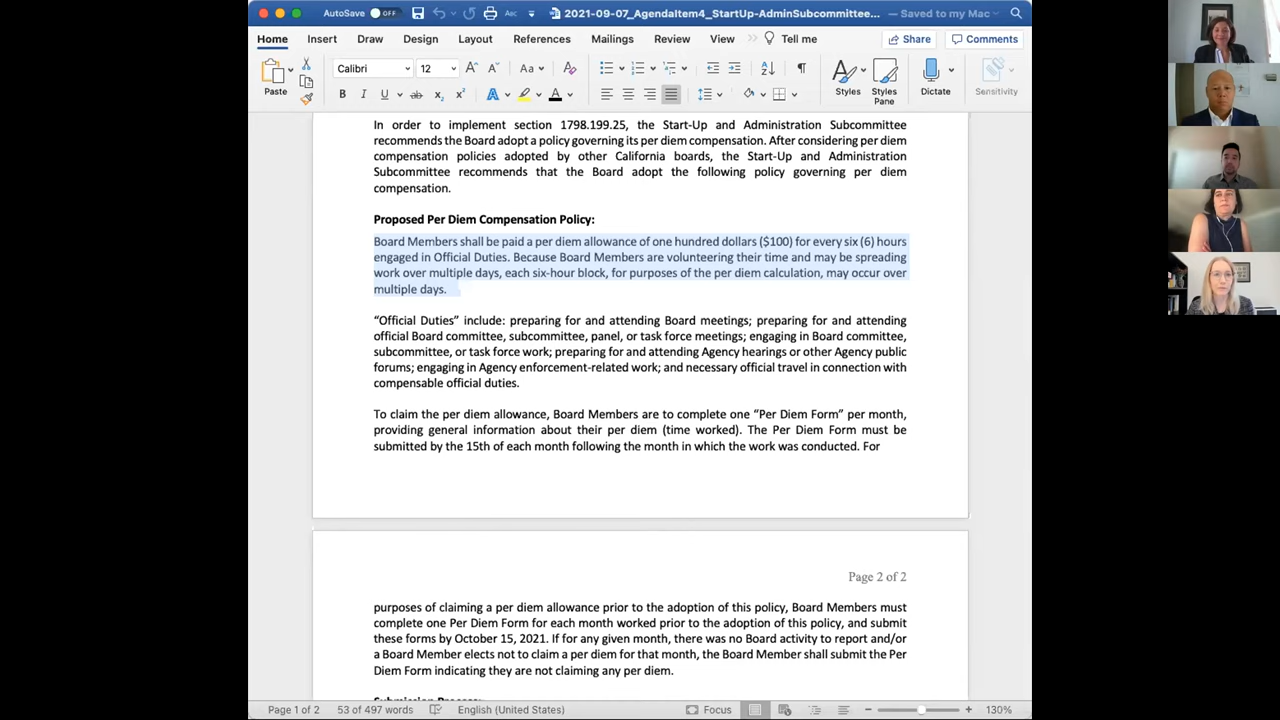 AutoSave OFF 2021-09-07_AgendaItem4_StartUp-AdminSubcommittee... — Saved to my Mac
Home Insert Draw Design Layout References Mailings Review View Tell me Share Comments
Calibri 12 Aa
Paste B I U ab x₂ x² A A Styles Styles Pane Dictate Sensitivity
In order to implement section 1798.199.25, the Start-Up and Administration Subcommittee
recommends the Board adopt a policy governing its per diem compensation. After considering per diem
compensation policies adopted by other California boards, the Start-Up and Administration
Subcommittee recommends that the Board adopt the following policy governing per diem
compensation.
Proposed Per Diem Compensation Policy:
Board Members shall be paid a per diem allowance of one hundred dollars ($100) for every six (6) hours
engaged in Official Duties. Because Board Members are volunteering their time and may be spreading
work over multiple days, each six-hour block, for purposes of the per diem calculation, may occur over
multiple days.
“Official Duties” include: preparing for and attending Board meetings; preparing for and attending
official Board committee, subcommittee, panel, or task force meetings; engaging in Board committee,
subcommittee, or task force work; preparing for and attending Agency hearings or other Agency public
forums; engaging in Agency enforcement-related work; and necessary official travel in connection with
compensable official duties.
To claim the per diem allowance, Board Members are to complete one “Per Diem Form” per month,
providing general information about their per diem (time worked). The Per Diem Form must be
submitted by the 15th of each month following the month in which the work was conducted. For
Page 2 of 2
purposes of claiming a per diem allowance prior to the adoption of this policy, Board Members must
complete one Per Diem Form for each month worked prior to the adoption of this policy, and submit
these forms by October 15, 2021. If for any given month, there was no Board activity to report and/or
a Board Member elects not to claim a per diem for that month, the Board Member shall submit the Per
Diem Form indicating they are not claiming any per diem.
Submission Process:
Page 1 of 2 53 of 497 words English (United States) Focus 130%